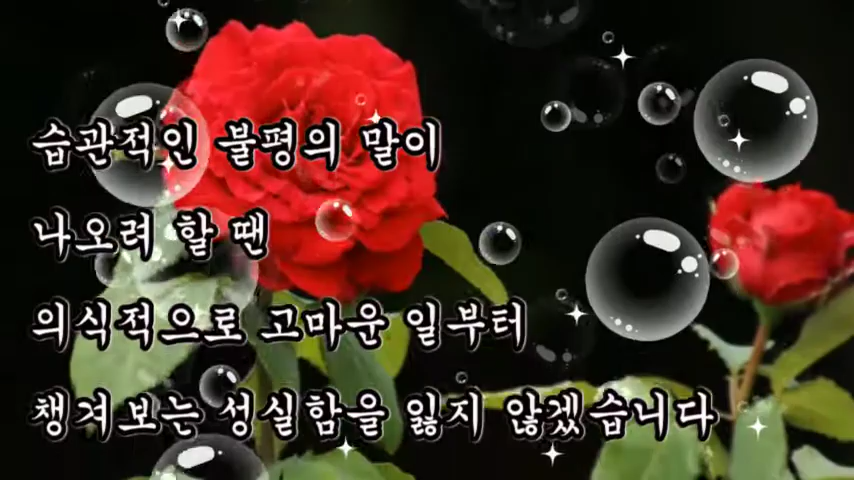 습관적인 불평의 말이
나오려 할 땐
의식적으로 고마운 일부터
챙겨보는 성실함을 잃지 않겠습니다